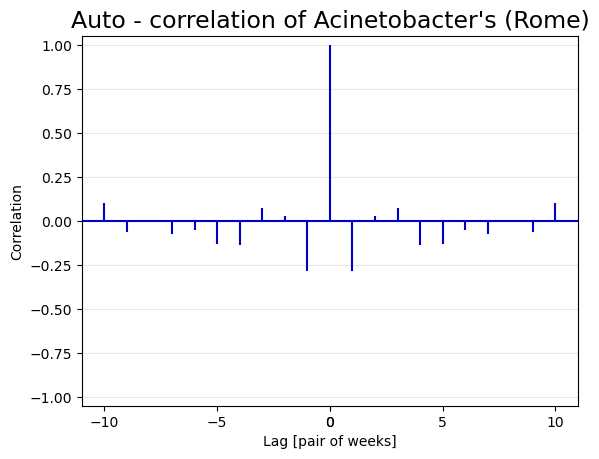 Auto - correlation of Acinetobacter's (Rome)
1.00
0.75
0.50
0.25
0.00
−0.25
−0.50
−0.75
−1.00
Correlation
−10 −5 0 5 10
Lag [pair of weeks]